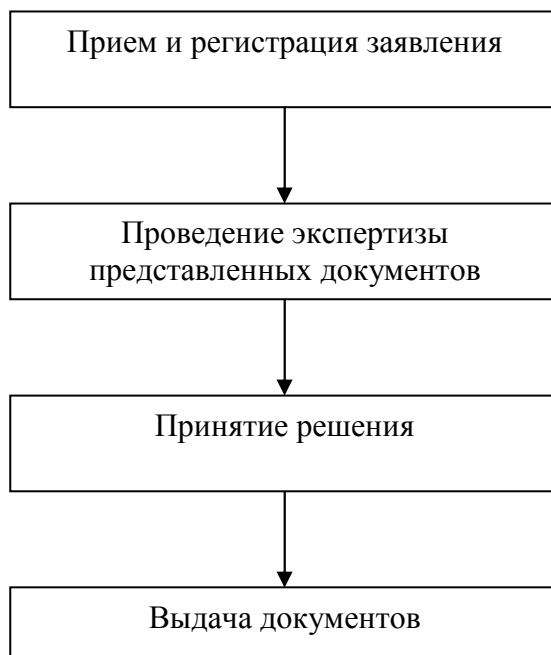 Прием и регистрация заявления
Проведение экспертизы
представленных документов
Принятие решения
Выдача документов